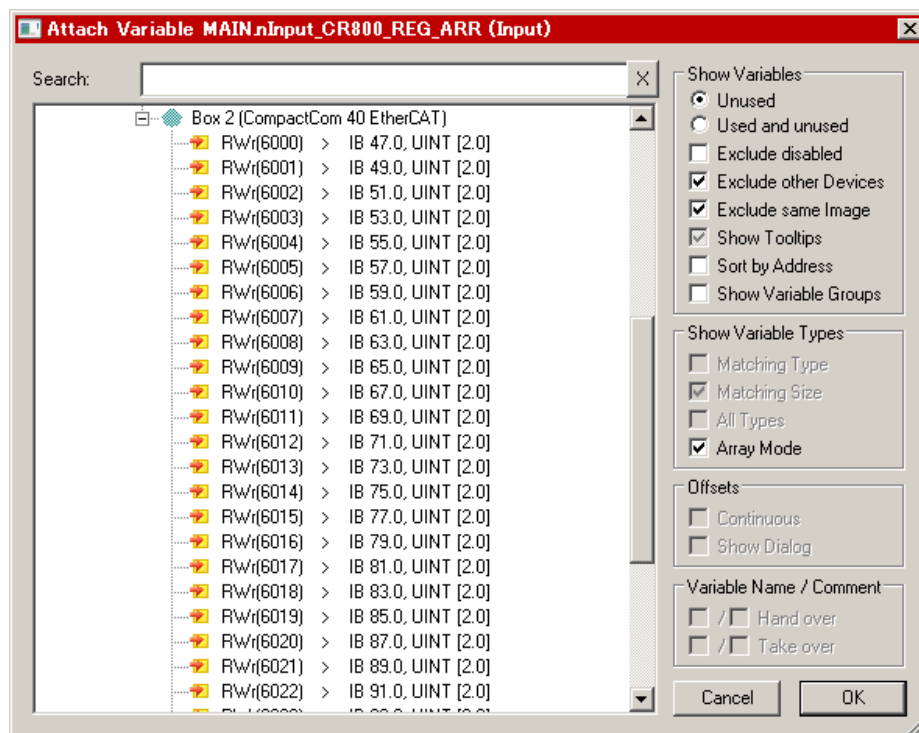 Attach Variable MAIN.nInput_CR800_REG_ARR (Input)
Search:
X
Box 2 (CompactCom 40 EtherCAT)
RWr(6000) > IB 47.0, UINT [2.0]
RWr(6001) > IB 49.0, UINT [2.0]
RWr(6002) > IB 51.0, UINT [2.0]
RWr(6003) > IB 53.0, UINT [2.0]
RWr(6004) > IB 55.0, UINT [2.0]
RWr(6005) > IB 57.0, UINT [2.0]
RWr(6006) > IB 59.0, UINT [2.0]
RWr(6007) > IB 61.0, UINT [2.0]
RWr(6008) > IB 63.0, UINT [2.0]
RWr(6009) > IB 65.0, UINT [2.0]
RWr(6010) > IB 67.0, UINT [2.0]
RWr(6011) > IB 69.0, UINT [2.0]
RWr(6012) > IB 71.0, UINT [2.0]
RWr(6013) > IB 73.0, UINT [2.0]
RWr(6014) > IB 75.0, UINT [2.0]
RWr(6015) > IB 77.0, UINT [2.0]
RWr(6016) > IB 79.0, UINT [2.0]
RWr(6017) > IB 81.0, UINT [2.0]
RWr(6018) > IB 83.0, UINT [2.0]
RWr(6019) > IB 85.0, UINT [2.0]
RWr(6020) > IB 87.0, UINT [2.0]
RWr(6021) > IB 89.0, UINT [2.0]
RWr(6022) > IB 91.0, UINT [2.0]
Show Variables
Unused
Used and unused
Exclude disabled
Exclude other Devices
Exclude same Image
Show Tooltips
Sort by Address
Show Variable Groups
Show Variable Types
Matching Type
Matching Size
All Types
Array Mode
Offsets
Continuous
Show Dialog
Variable Name / Comment
/ Hand over
/ Take over
Cancel
OK